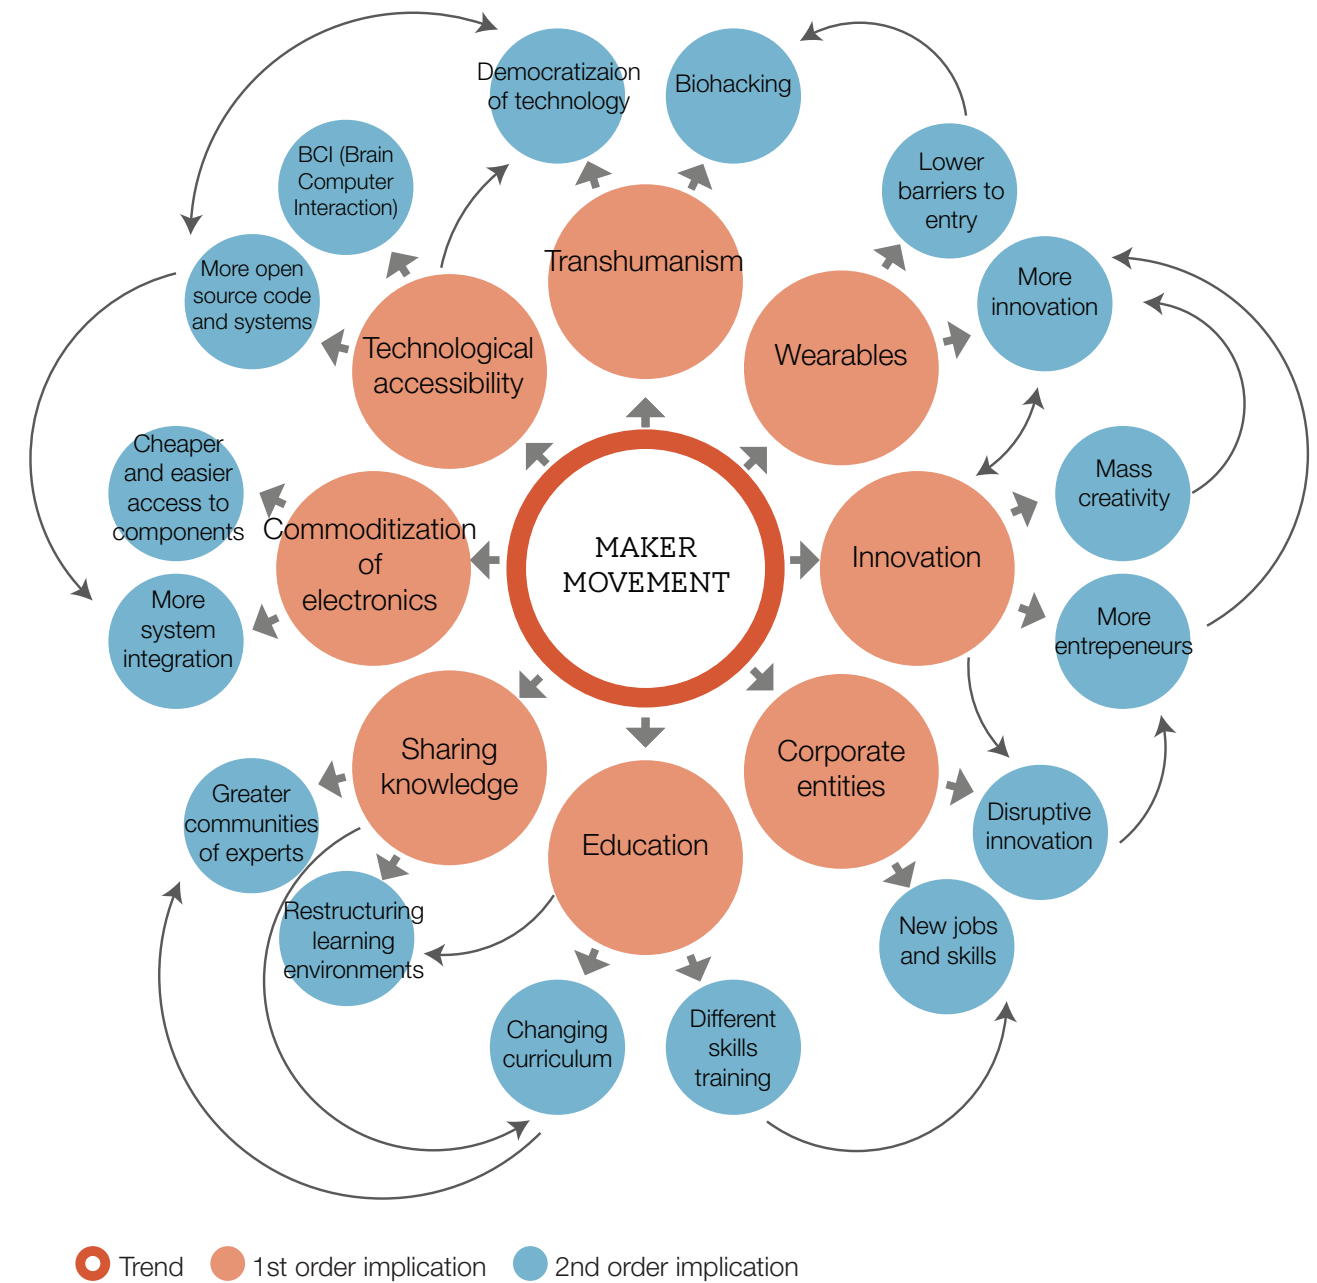 Democratizaion
of technology
Biohacking
BCI (Brain
Computer
Interaction)
Lower
barriers to
entry
More open
source code
and systems
Transhumanism
More
innovation
Technological
accessibility
Wearables
Cheaper
and easier
access to
components
Commoditization
of
electronics
MAKER
MOVEMENT
Innovation
Mass
creativity
More
system
integration
More
entrepeneurs
Sharing
knowledge
Corporate
entities
Greater
communities
of experts
Education
Disruptive
innovation
Restructuring
learning
environments
New jobs
and skills
Changing
curriculum
Different
skills
training
Trend
1st order implication
2nd order implication